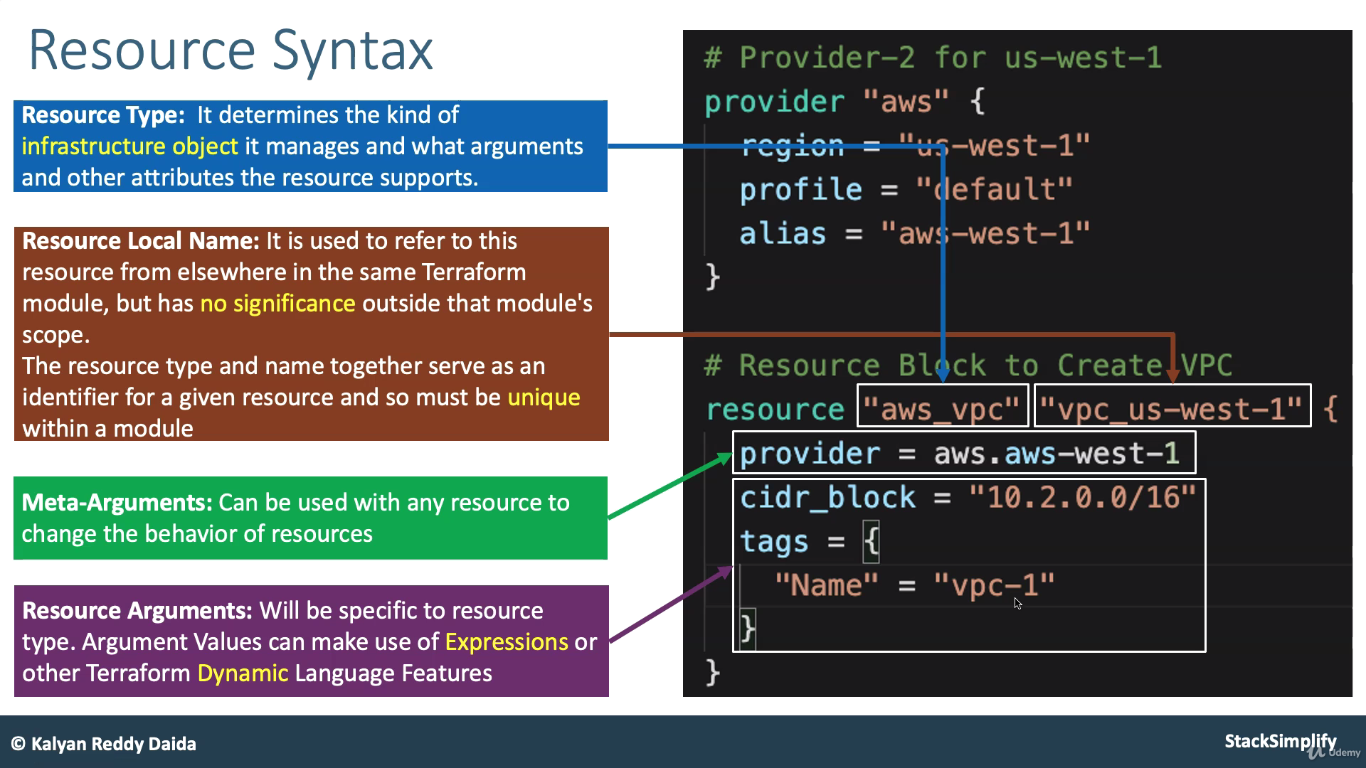 Resource Syntax
Resource Type: It determines the kind of
infrastructure object it manages and what arguments
and other attributes the resource supports.
Resource Local Name: It is used to refer to this
resource from elsewhere in the same Terraform
module, but has no significance outside that module's
scope.
The resource type and name together serve as an
identifier for a given resource and so must be unique
within a module
Meta-Arguments: Can be used with any resource to
change the behavior of resources
Resource Arguments: Will be specific to resource
type. Argument Values can make use of Expressions or
other Terraform Dynamic Language Features
# Provider-2 for us-west-1
provider "aws" {
region = "us-west-1"
profile = "default"
alias = "aws-west-1"
}
# Resource Block to Create VPC
resource "aws_vpc" "vpc_us-west-1" {
provider = aws.aws-west-1
cidr_block = "10.2.0.0/16"
tags = {
"Name" = "vpc-1"
}
}
© Kalyan Reddy Daida
StackSimplify
Udemy